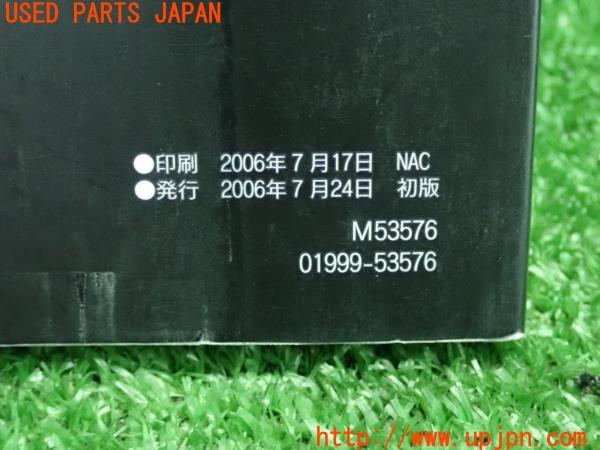 USED PARTS JAPAN
●印刷 2006年7月17日 NAC
●発行 2006年7月24日 初版
M53576
01999-53576
http://www.upjpn.com